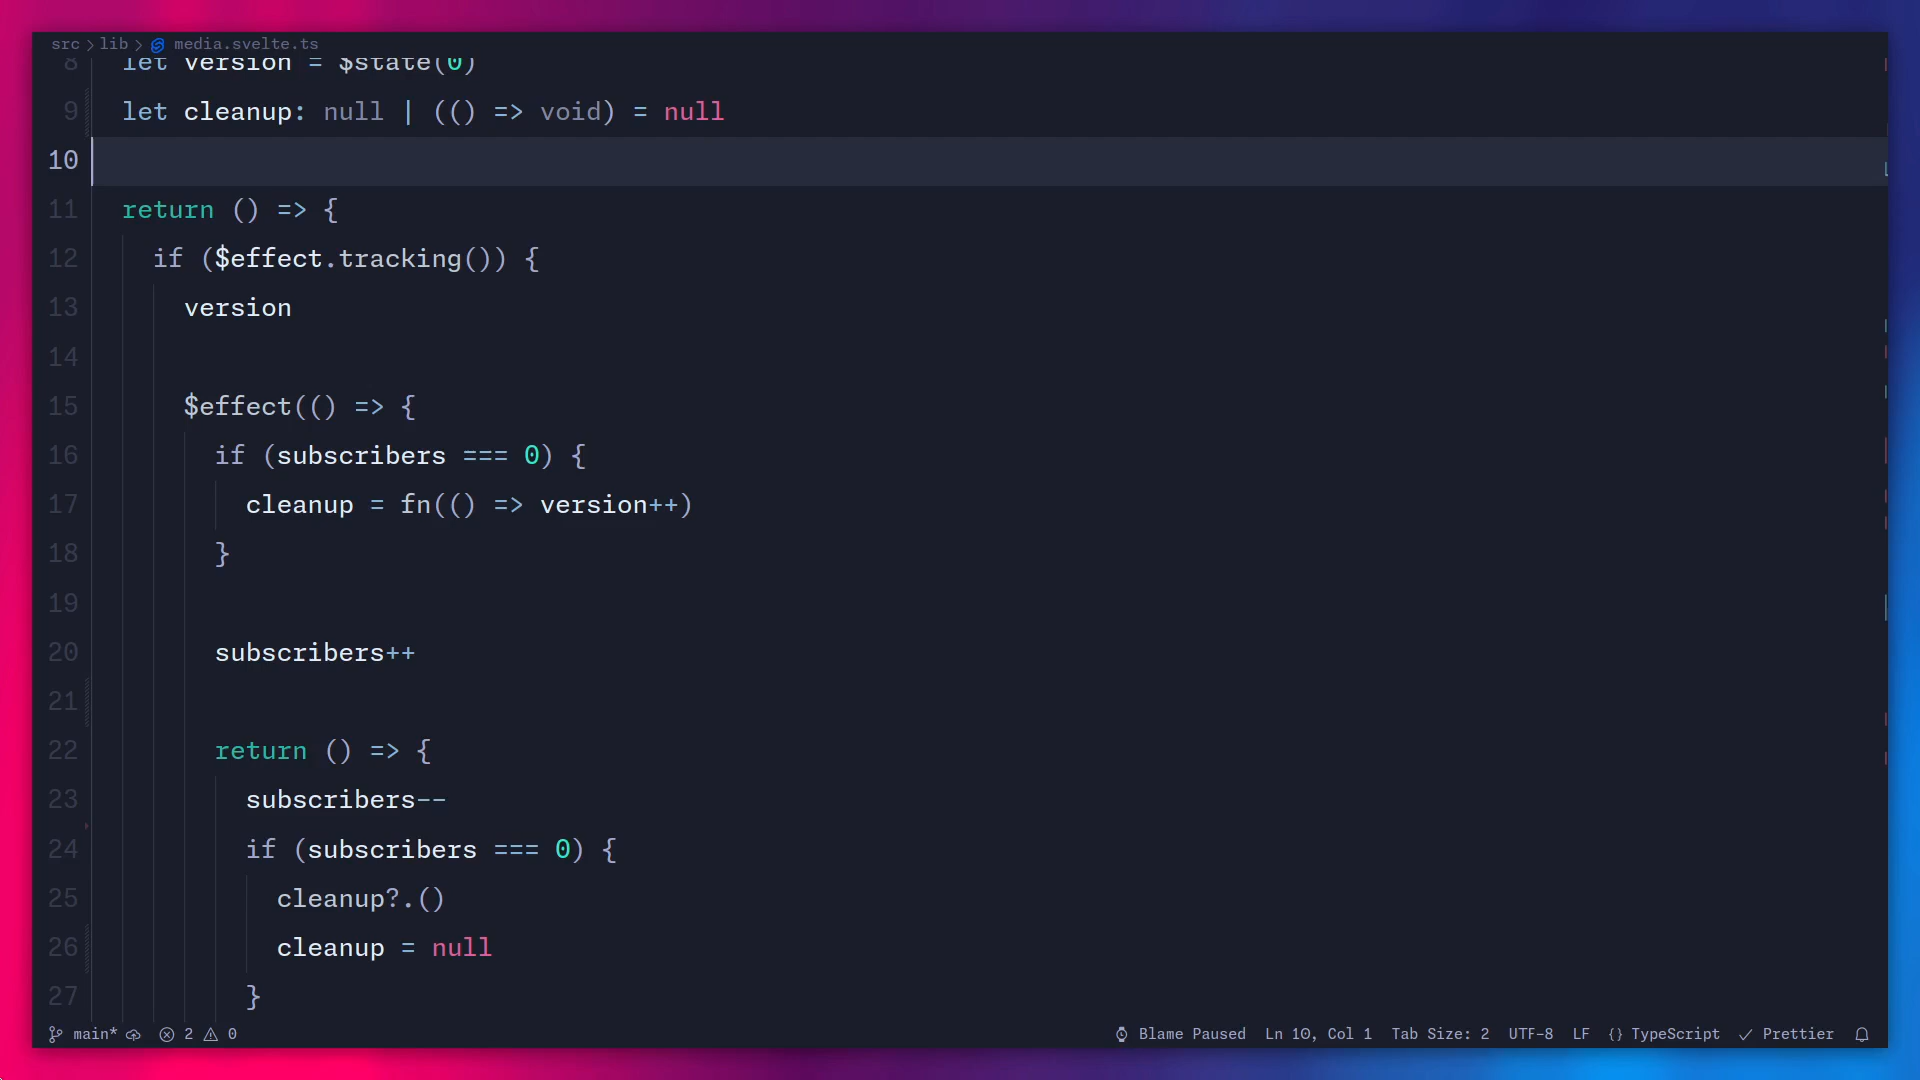 src > lib > media.svelte.ts
8 let version = $state(0)
9 let cleanup: null | (() => void) = null
10
11 return () => {
12 if ($effect.tracking()) {
13 version
14
15 $effect(() => {
16 if (subscribers === 0) {
17 cleanup = fn(() => version++)
18 }
19
20 subscribers++
21
22 return () => {
23 subscribers--
24 if (subscribers === 0) {
25 cleanup?.()
26 cleanup = null
27 }
main* 2 0 Blame Paused Ln 10, Col 1 Tab Size: 2 UTF-8 LF {} TypeScript Prettier